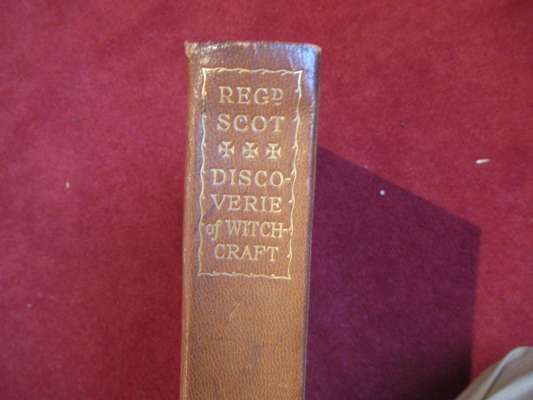 REGD
SCOT
✠ ✠ ✠
DISCO-
VERIE
of WITCH-
CRAFT